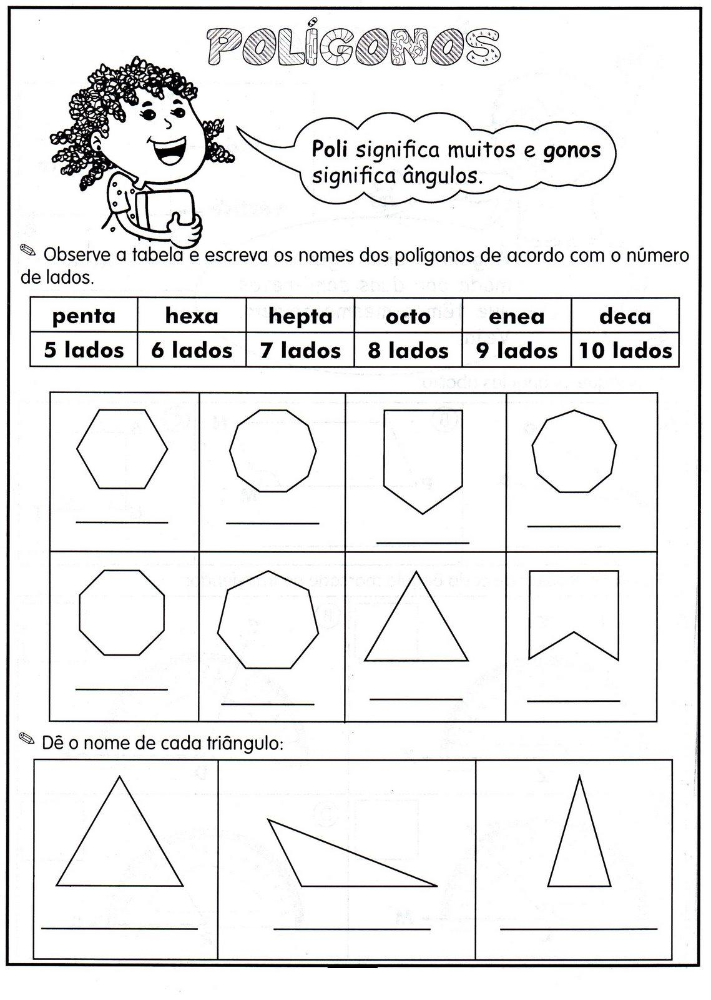 POLÍGONOS
Poli significa muitos e gonos
significa ângulos.
Observe a tabela e escreva os nomes dos polígonos de acordo com o número
de lados.
penta hexa hepta octo enea deca
5 lados 6 lados 7 lados 8 lados 9 lados 10 lados
Dê o nome de cada triângulo: